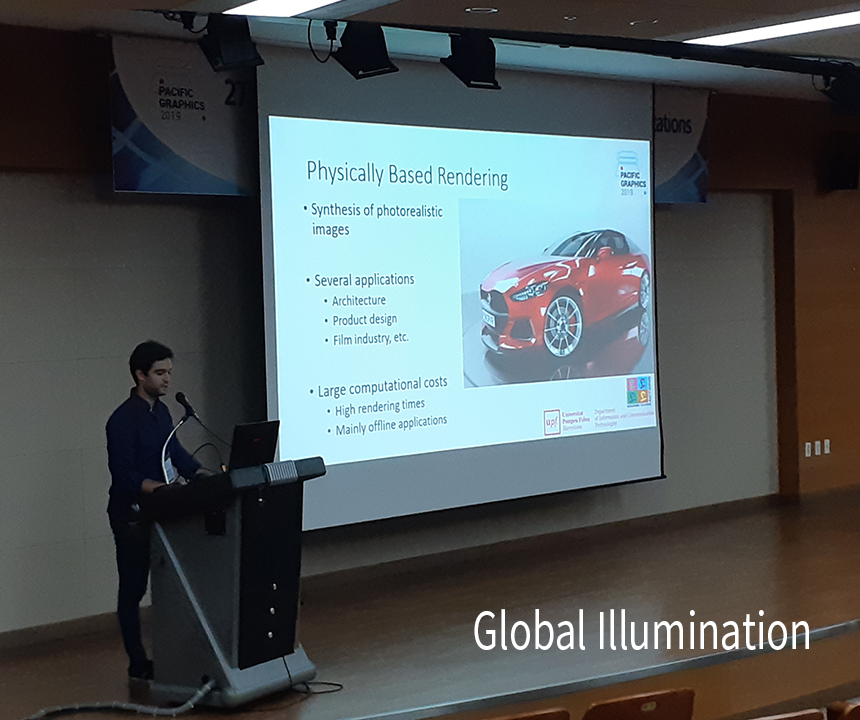 PACIFIC
GRAPHICS
2019
27
tations
Physically Based Rendering
PACIFIC
GRAPHICS
2019
• Synthesis of photorealistic
images
• Several applications
• Architecture
• Product design
• Film industry, etc.
• Large computational costs
• High rendering times
• Mainly offline applications
upf.
Universitat
Pompeu Fabra
Barcelona
Department
of Information and Communication
Technologies
Global Illumination